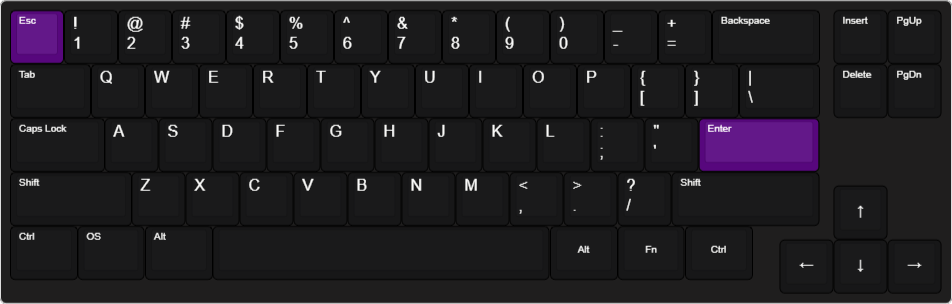 Esc ! @ # $ % ^ & * ( ) _ + Backspace Insert PgUp
1 2 3 4 5 6 7 8 9 0 - =
Tab Q W E R T Y U I O P { } | Delete PgDn
[ ] \
Caps Lock A S D F G H J K L : " Enter
; '
Shift Z X C V B N M < > ? Shift
, . / ↑
Ctrl OS Alt Alt Fn Ctrl
← ↓ →